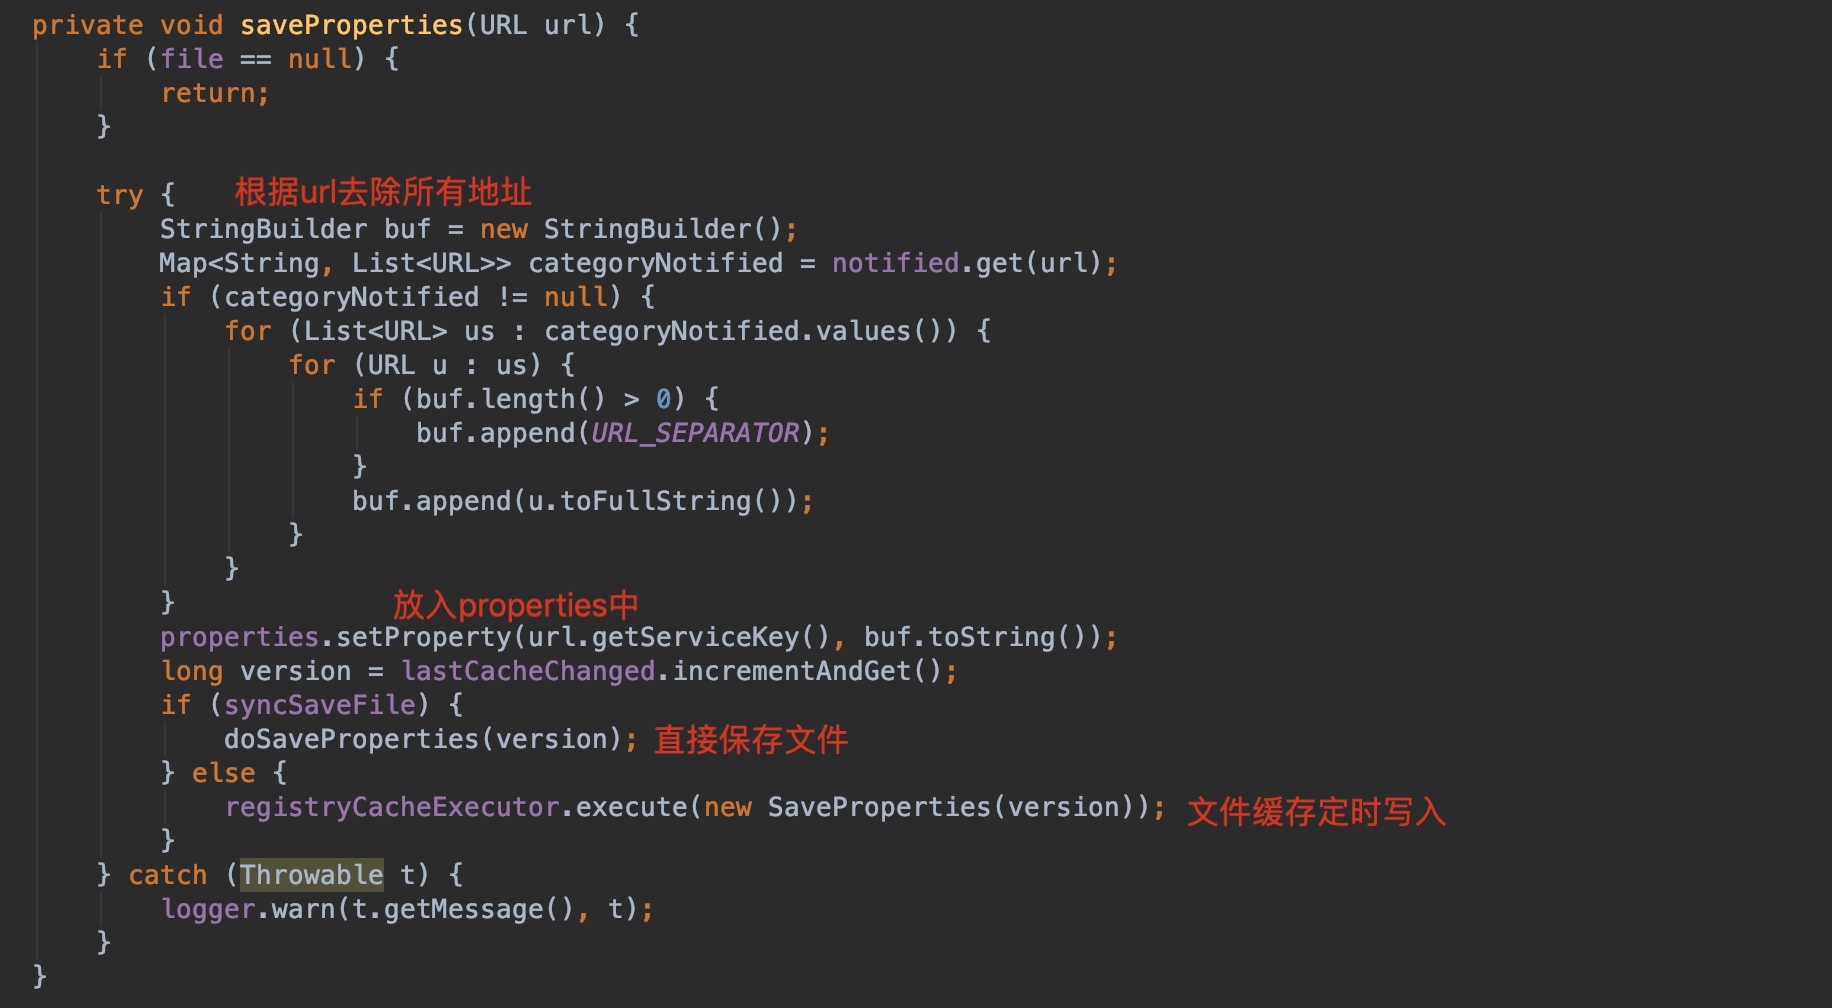 private void saveProperties(URL url) {
if (file == null) {
return;
}
try { 根据url去除所有地址
StringBuilder buf = new StringBuilder();
Map<String, List<URL>> categoryNotified = notified.get(url);
if (categoryNotified != null) {
for (List<URL> us : categoryNotified.values()) {
for (URL u : us) {
if (buf.length() > 0) {
buf.append(URL_SEPARATOR);
}
buf.append(u.toFullString());
}
}
} 放入properties中
properties.setProperty(url.getServiceKey(), buf.toString());
long version = lastCacheChanged.incrementAndGet();
if (syncSaveFile) {
doSaveProperties(version); 直接保存文件
} else {
registryCacheExecutor.execute(new SaveProperties(version)); 文件缓存定时写入
}
} catch (Throwable t) {
logger.warn(t.getMessage(), t);
}
}